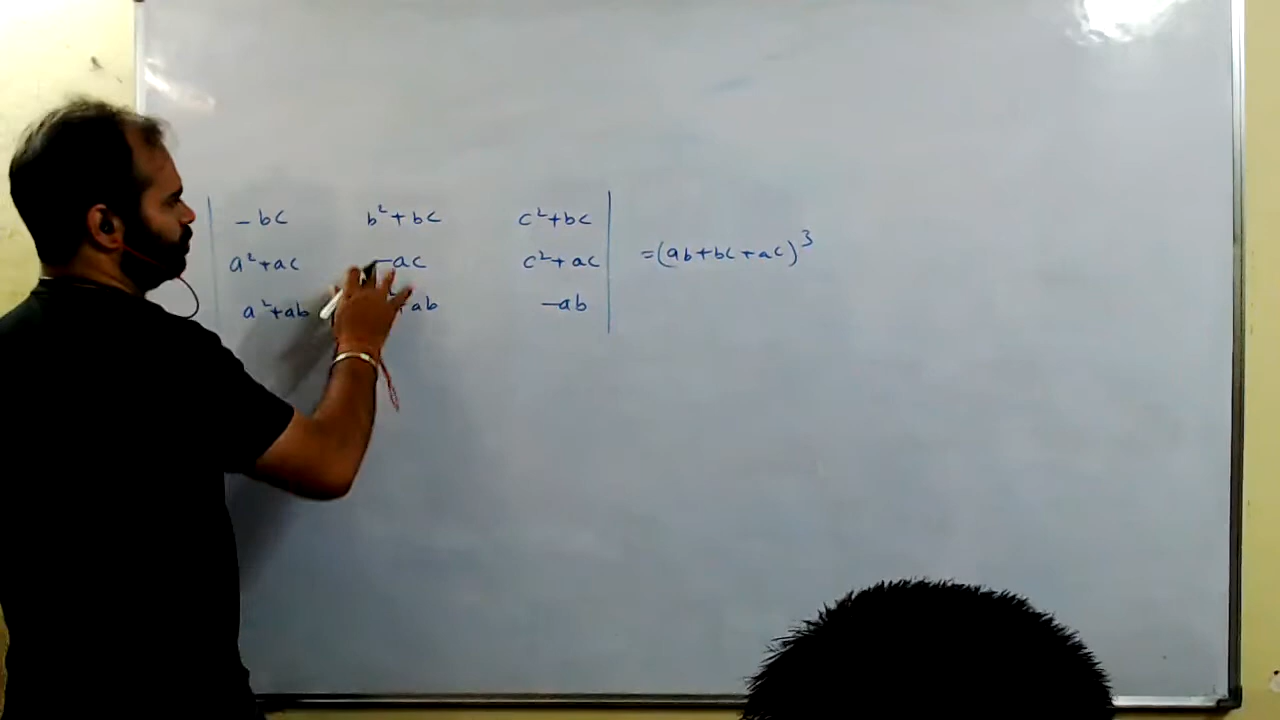 -bc b²+bc c²+bc
a²+ac -ac c²+ac =(ab+bc+ac)³
a²+ab +ab -ab